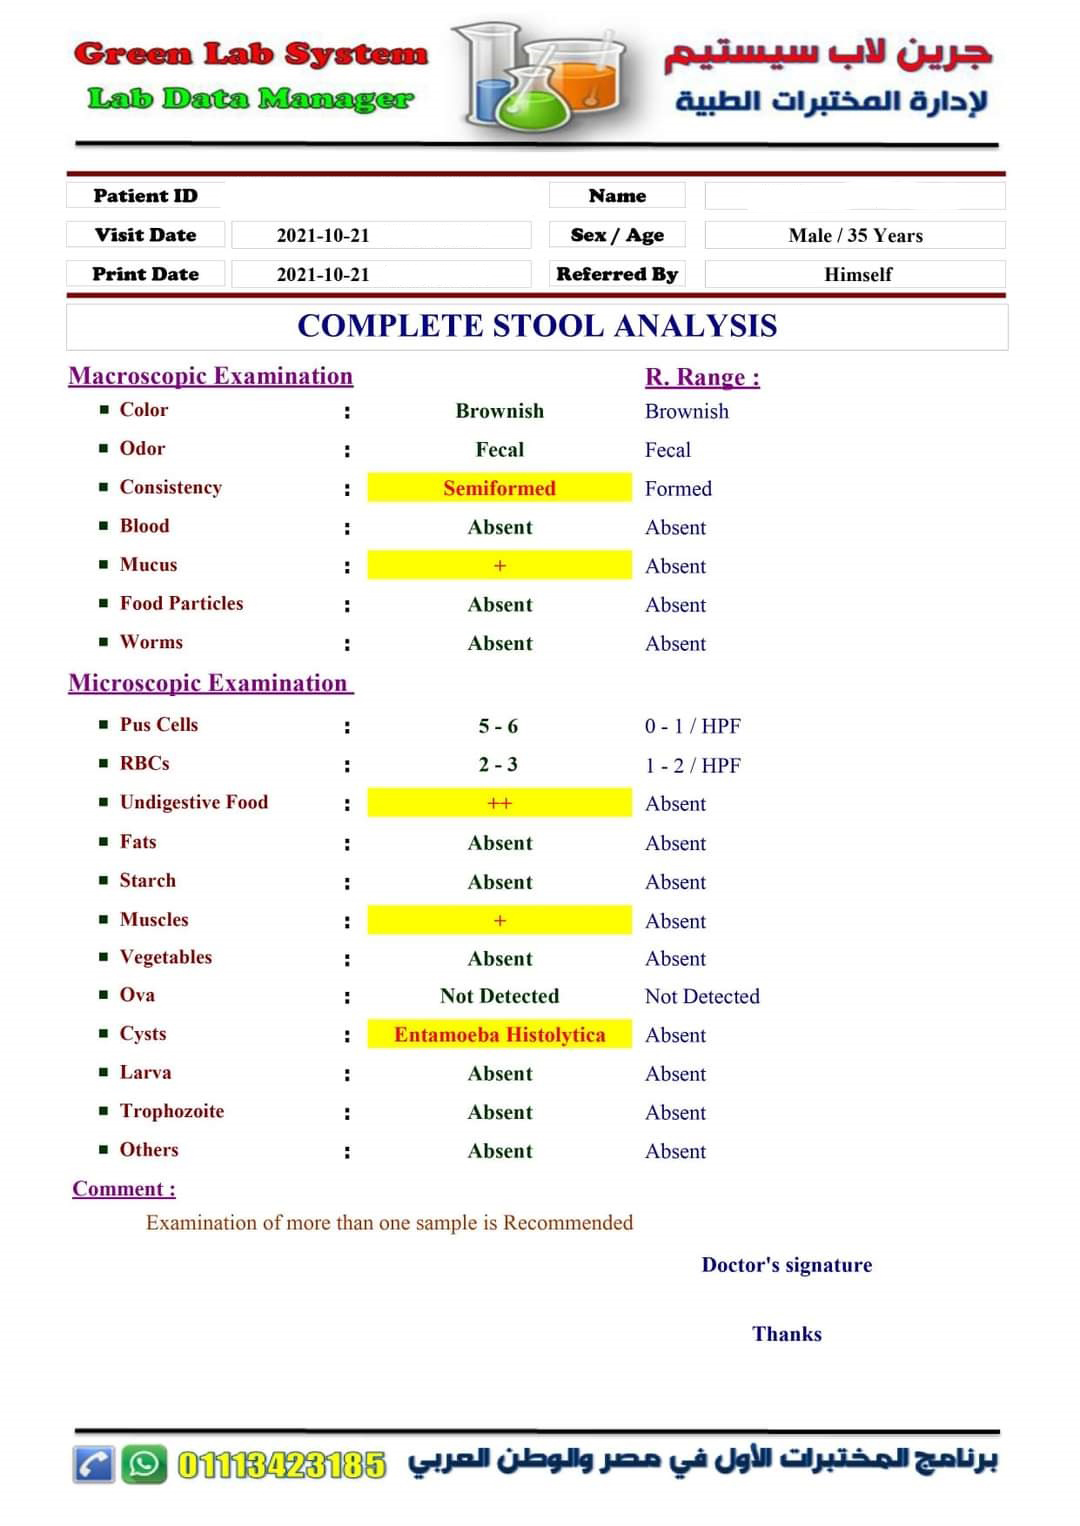 Green Lab System
Lab Data Manager
جرين لاب سيستيم
لإدارة المختبرات الطبية
Patient ID Name
Visit Date 2021-10-21 Sex / Age Male / 35 Years
Print Date 2021-10-21 Referred By Himself
COMPLETE STOOL ANALYSIS
Macroscopic Examination R. Range :
Color : Brownish Brownish
Odor : Fecal Fecal
Consistency : Semiformed Formed
Blood : Absent Absent
Mucus : + Absent
Food Particles : Absent Absent
Worms : Absent Absent
Microscopic Examination
Pus Cells : 5 - 6 0 - 1 / HPF
RBCs : 2 - 3 1 - 2 / HPF
Undigestive Food : ++ Absent
Fats : Absent Absent
Starch : Absent Absent
Muscles : + Absent
Vegetables : Absent Absent
Ova : Not Detected Not Detected
Cysts : Entamoeba Histolytica Absent
Larva : Absent Absent
Trophozoite : Absent Absent
Others : Absent Absent
Comment :
Examination of more than one sample is Recommended
Doctor's signature
Thanks
01113423185 برنامج المختبرات الأول في مصر والوطن العربي